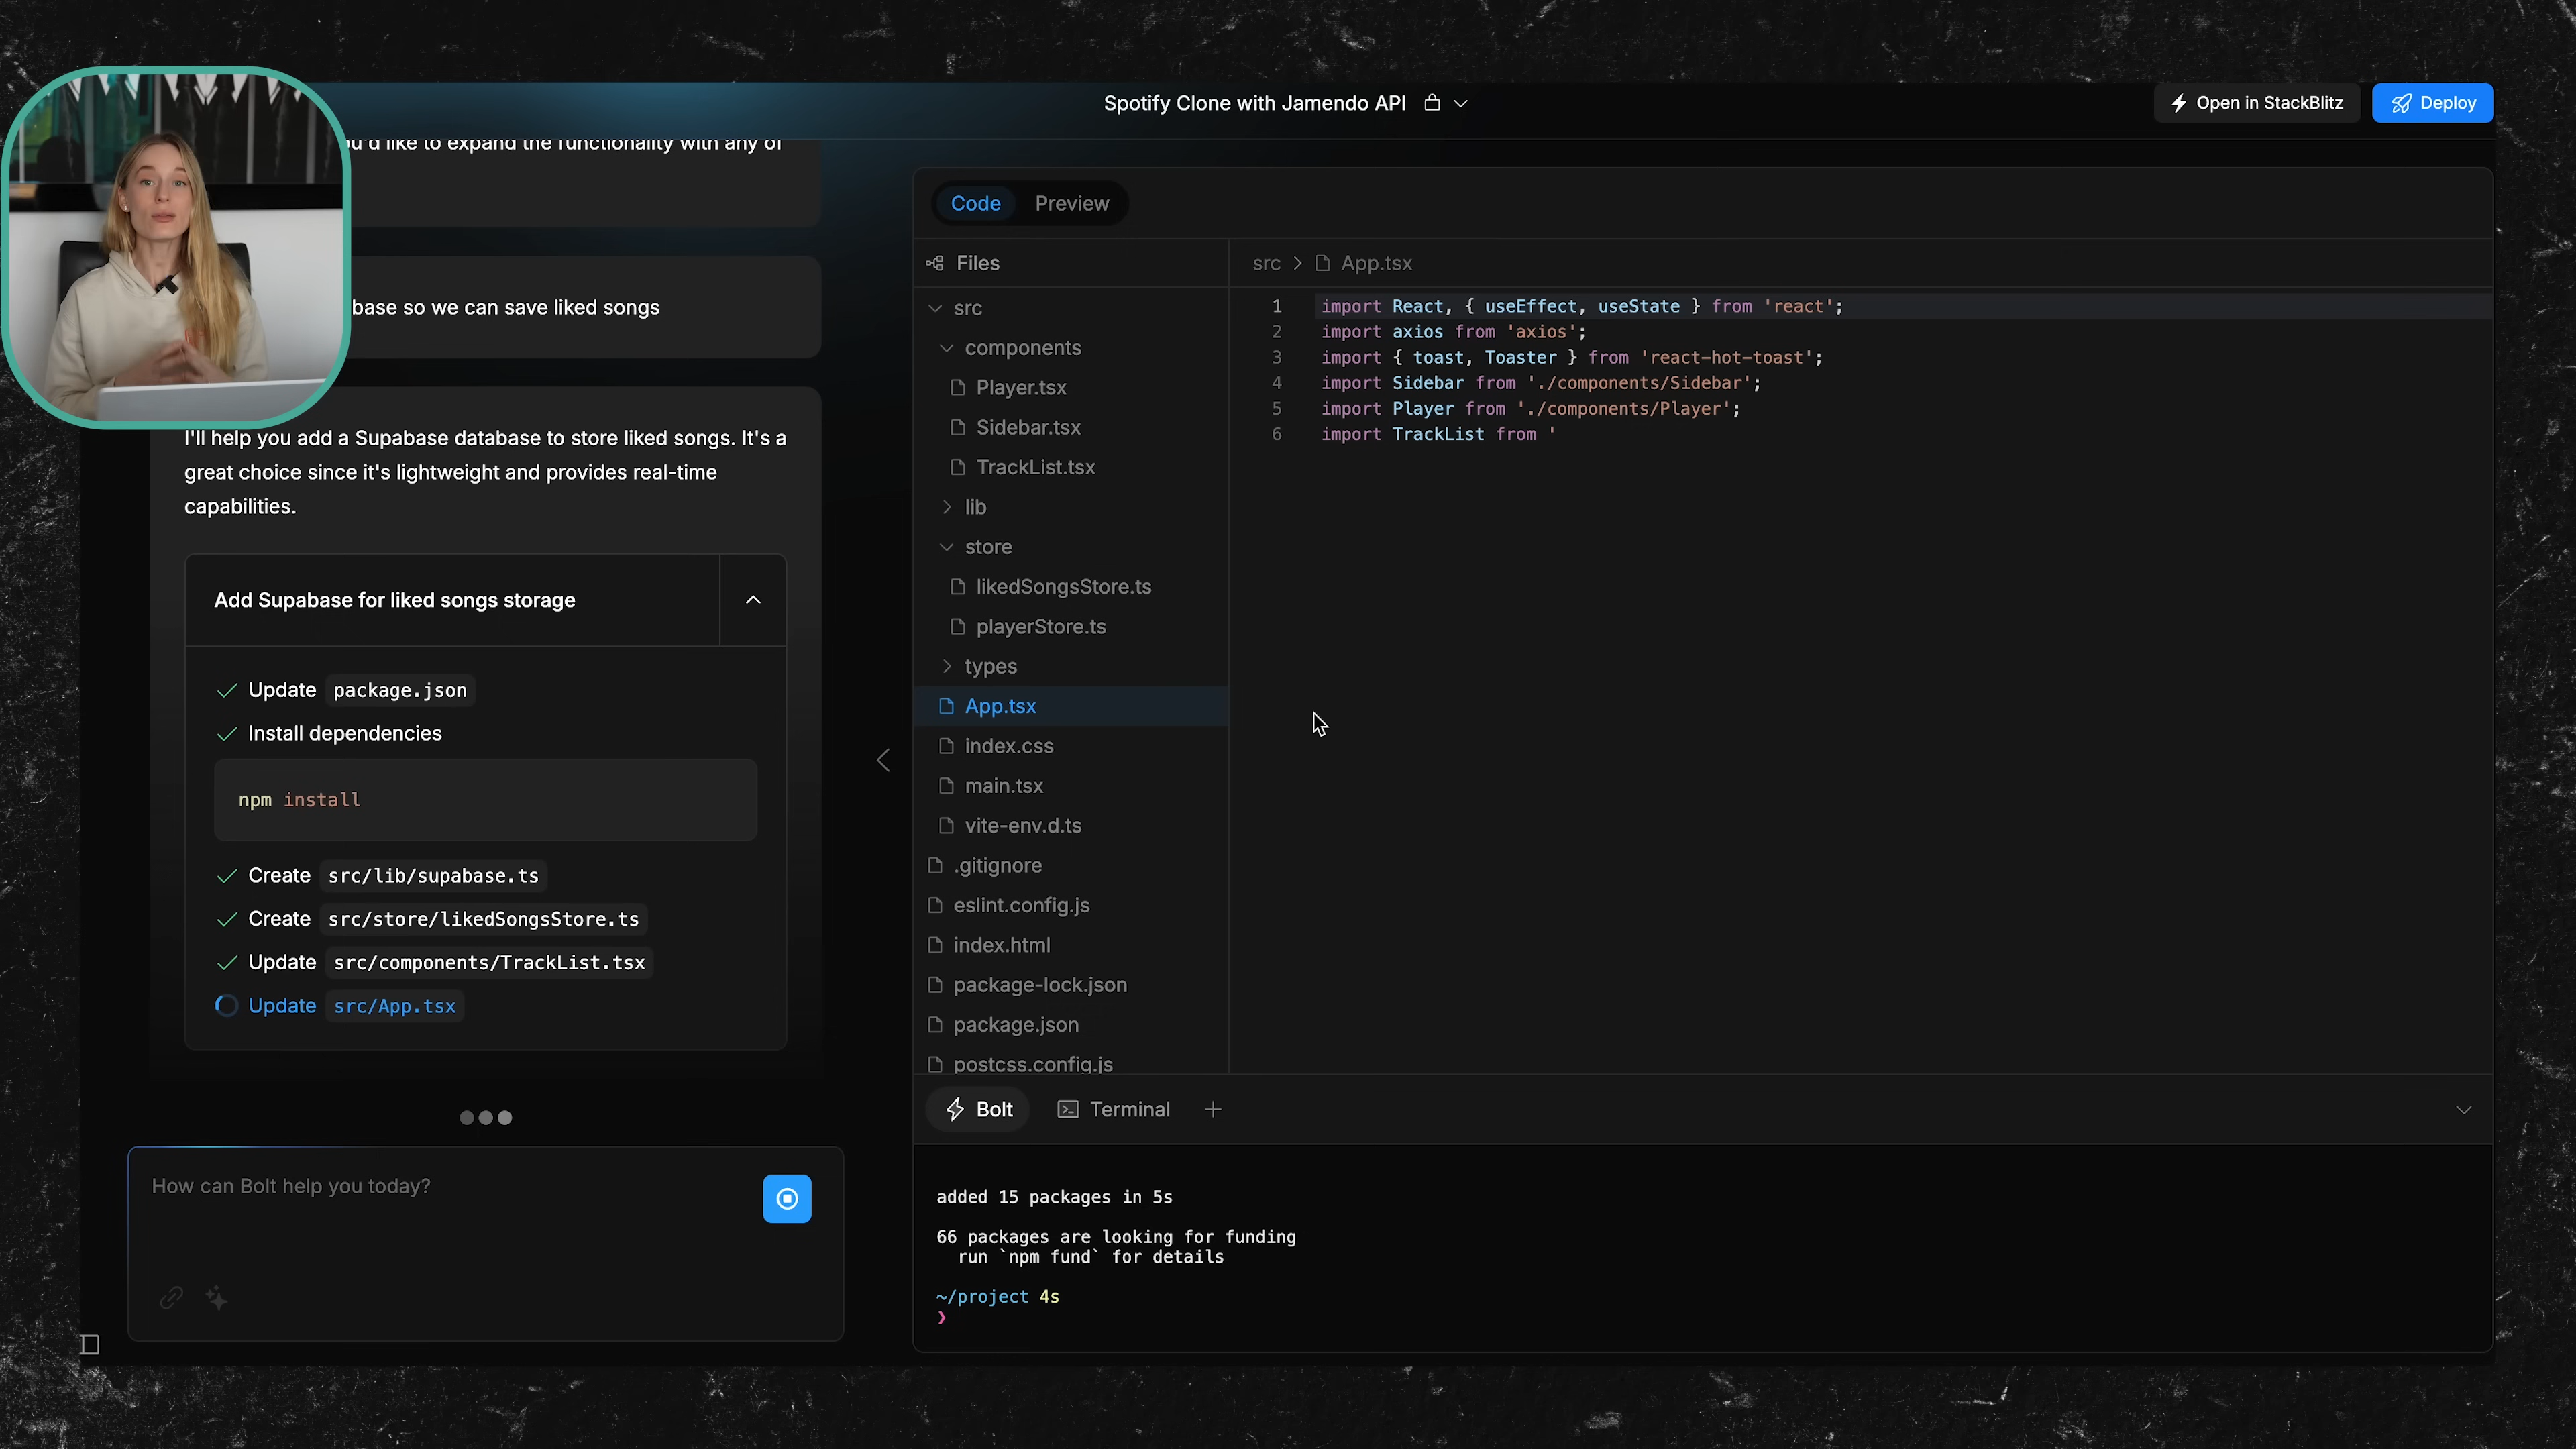 Spotify Clone with Jamendo API
Open in StackBlitz
Deploy
you'd like to expand the functionality with any of
base so we can save liked songs
I'll help you add a Supabase database to store liked songs. It's a
great choice since it's lightweight and provides real-time
capabilities.
Add Supabase for liked songs storage
Update package.json
Install dependencies
npm install
Create src/lib/supabase.ts
Create src/store/likedSongsStore.ts
Update src/components/TrackList.tsx
Update src/App.tsx
How can Bolt help you today?
Code
Preview
Files
src
components
Player.tsx
Sidebar.tsx
TrackList.tsx
lib
store
likedSongsStore.ts
playerStore.ts
types
App.tsx
index.css
main.tsx
vite-env.d.ts
.gitignore
eslint.config.js
index.html
package-lock.json
package.json
postcss.config.js
src > App.tsx
1 import React, { useEffect, useState } from 'react';
2 import axios from 'axios';
3 import { toast, Toaster } from 'react-hot-toast';
4 import Sidebar from './components/Sidebar';
5 import Player from './components/Player';
6 import TrackList from '
Bolt
Terminal
added 15 packages in 5s
66 packages are looking for funding
run `npm fund` for details
~/project 4s
❯